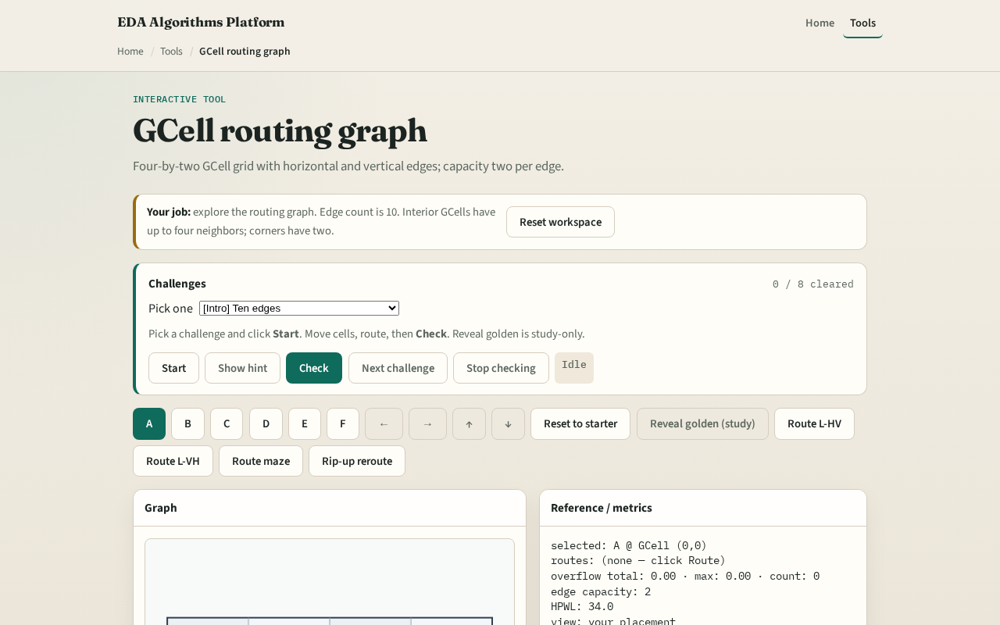 EDA Algorithms Platform
Home
Tools
Home / Tools / GCell routing graph
INTERACTIVE TOOL
GCell routing graph
Four-by-two GCell grid with horizontal and vertical edges; capacity two per edge.
Your job: explore the routing graph. Edge count is 10. Interior GCells have
up to four neighbors; corners have two.
Reset workspace
Challenges
0 / 8 cleared
Pick one [Intro] Ten edges
Pick a challenge and click Start. Move cells, route, then Check. Reveal golden is study-only.
Start Show hint Check Next challenge Stop checking Idle
A B C D E F ← → ↑ ↓ Reset to starter Reveal golden (study) Route L-HV
Route L-VH Route maze Rip-up reroute
Graph
Reference / metrics
selected: A @ GCell (0,0)
routes: (none — click Route)
overflow total: 0.00 · max: 0.00 · count: 0
edge capacity: 2
HPWL: 34.0
view: your placement